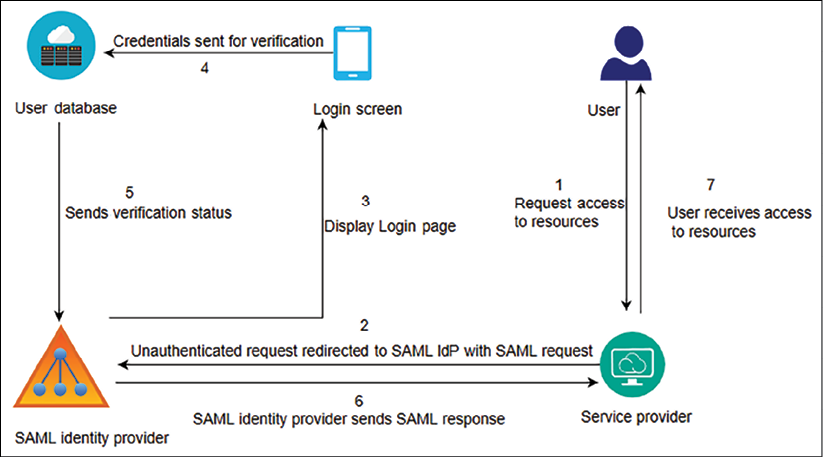 Credentials sent for verification
4
User database
Login screen
User
5
Sends verification status
3
Display Login page
1
Request access
to resources
7
User receives access
to resources
2
Unauthenticated request redirected to SAML IdP with SAML request
6
SAML identity provider sends SAML response
SAML identity provider
Service provider